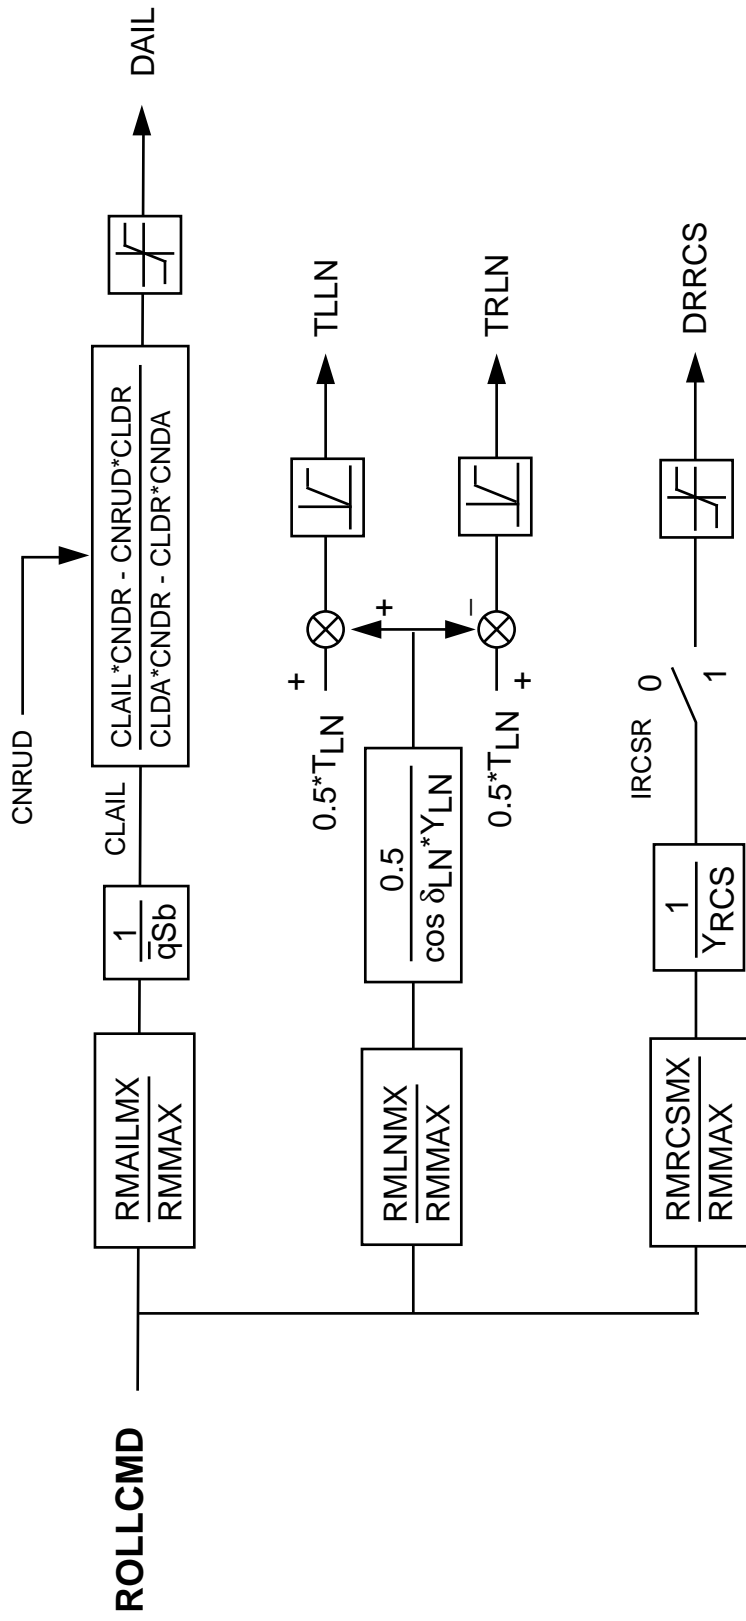 CNRUD
ROLLCMD
RMAILMX
RMMAX
1
q̅Sb
CLAIL
CLAIL*CNDR - CNRUD*CLDR
CLDA*CNDR - CLDR*CNDA
DAIL
RMLNMX
RMMAX
0.5
cos δLN*YLN
0.5*TLN
+
+
TLLN
0.5*TLN
+
–
TRLN
RMRCSMX
RMMAX
1
YRCS
IRCSR
0
1
DRRCS